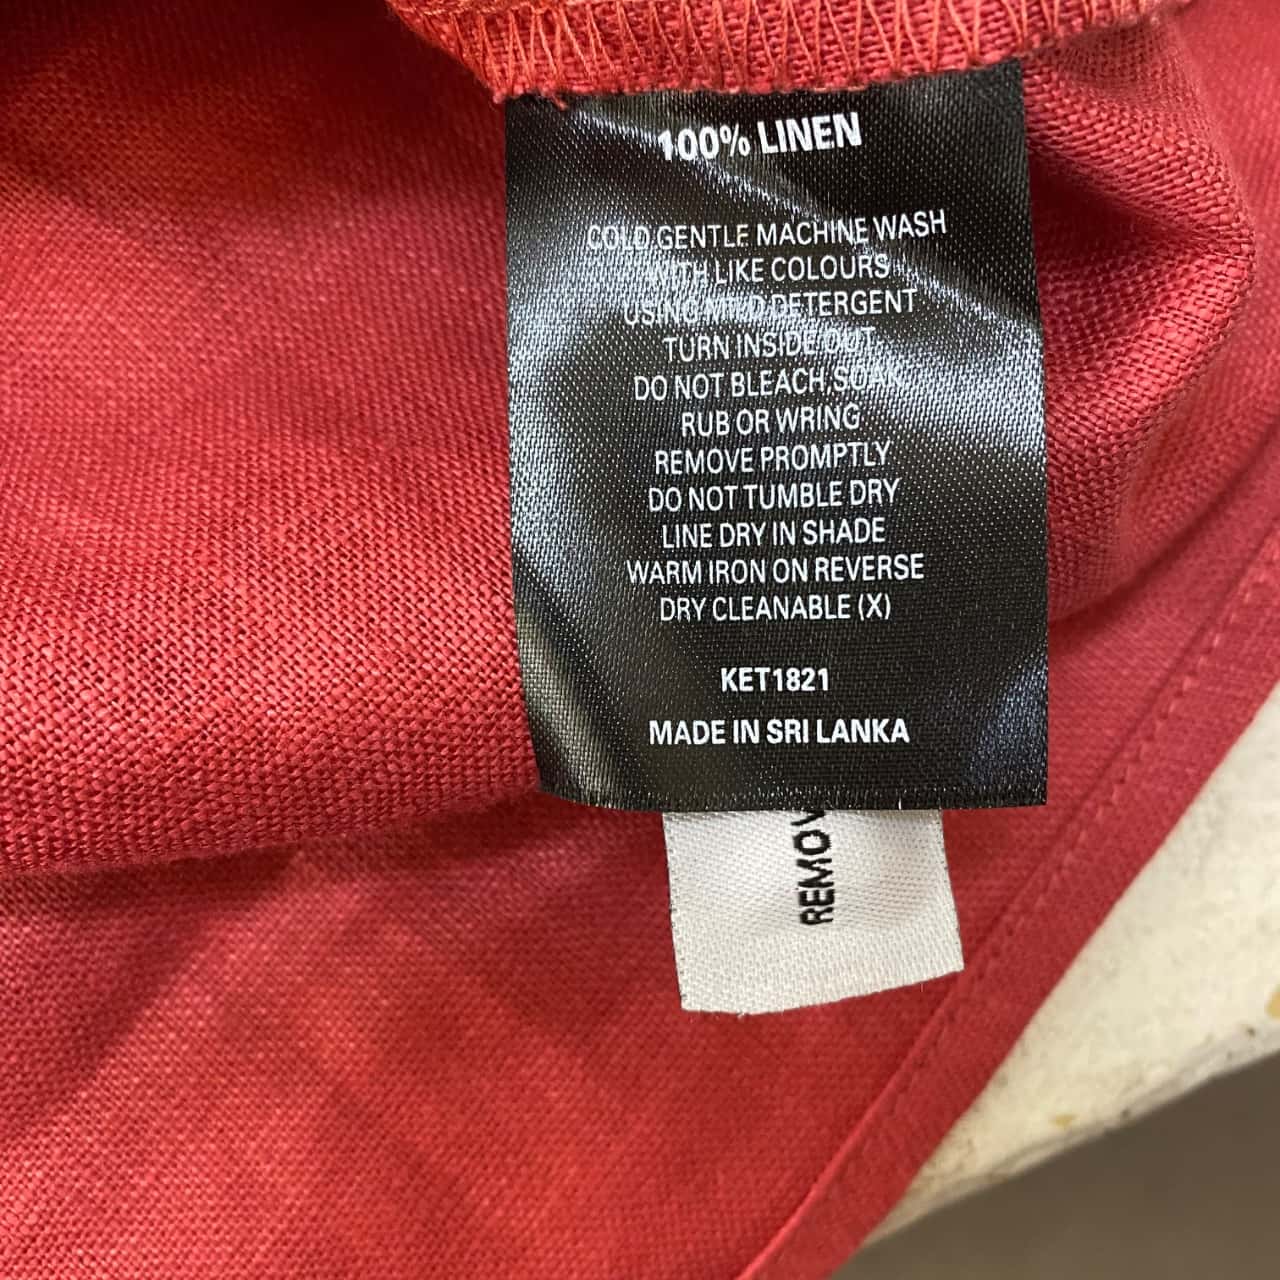 100% LINEN
COLD GENTLE MACHINE WASH
WITH LIKE COLOURS
USING MILD DETERGENT
TURN INSIDE OUT
DO NOT BLEACH, SOAK,
RUB OR WRING
REMOVE PROMPTLY
DO NOT TUMBLE DRY
LINE DRY IN SHADE
WARM IRON ON REVERSE
DRY CLEANABLE (X)
KET1821
MADE IN SRI LANKA
REMOV